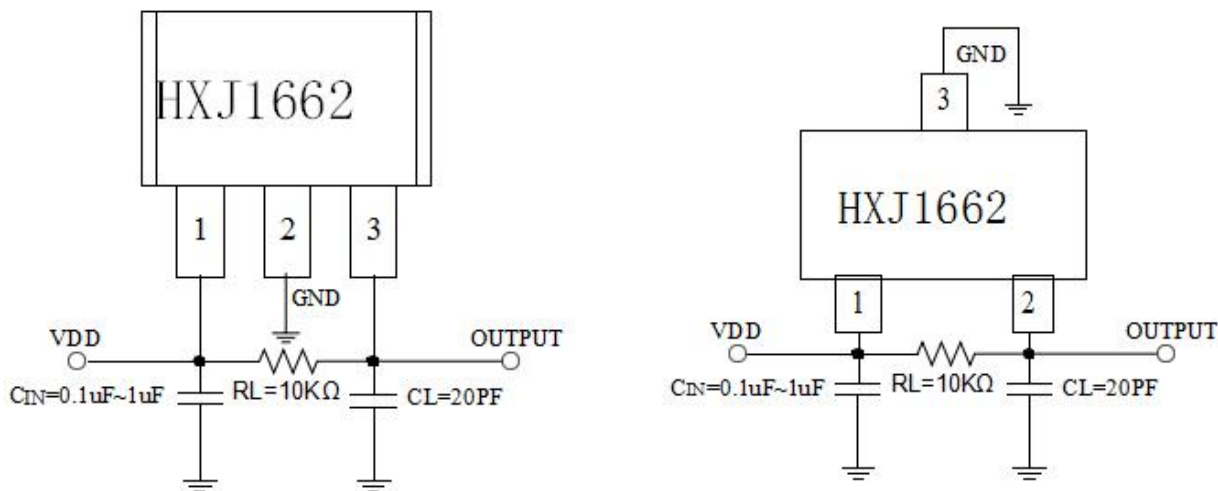 HXJ1662
1
2
3
GND
VDD
OUTPUT
CIN=0.1uF~1uF
RL=10KΩ
CL=20PF
GND
3
HXJ1662
1
2
VDD
OUTPUT
CIN=0.1uF~1uF
RL=10KΩ
CL=20PF